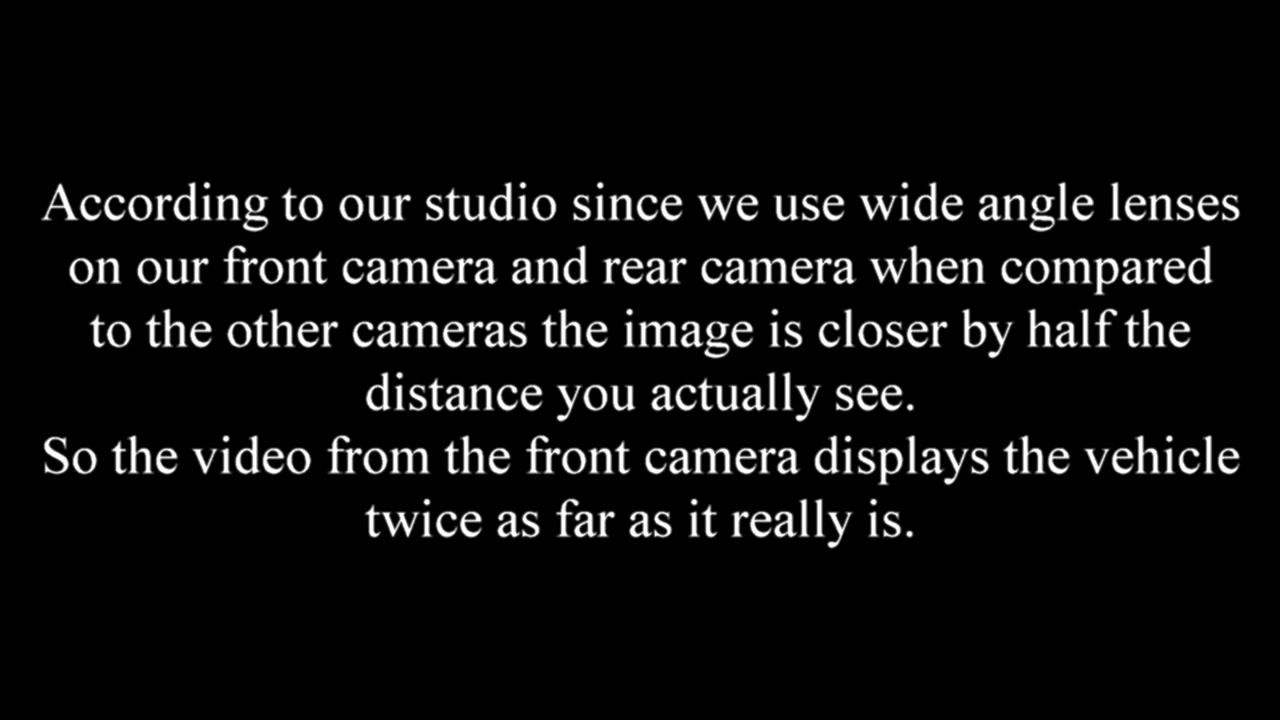 According to our studio since we use wide angle lenses
on our front camera and rear camera when compared
to the other cameras the image is closer by half the
distance you actually see.
So the video from the front camera displays the vehicle
twice as far as it really is.